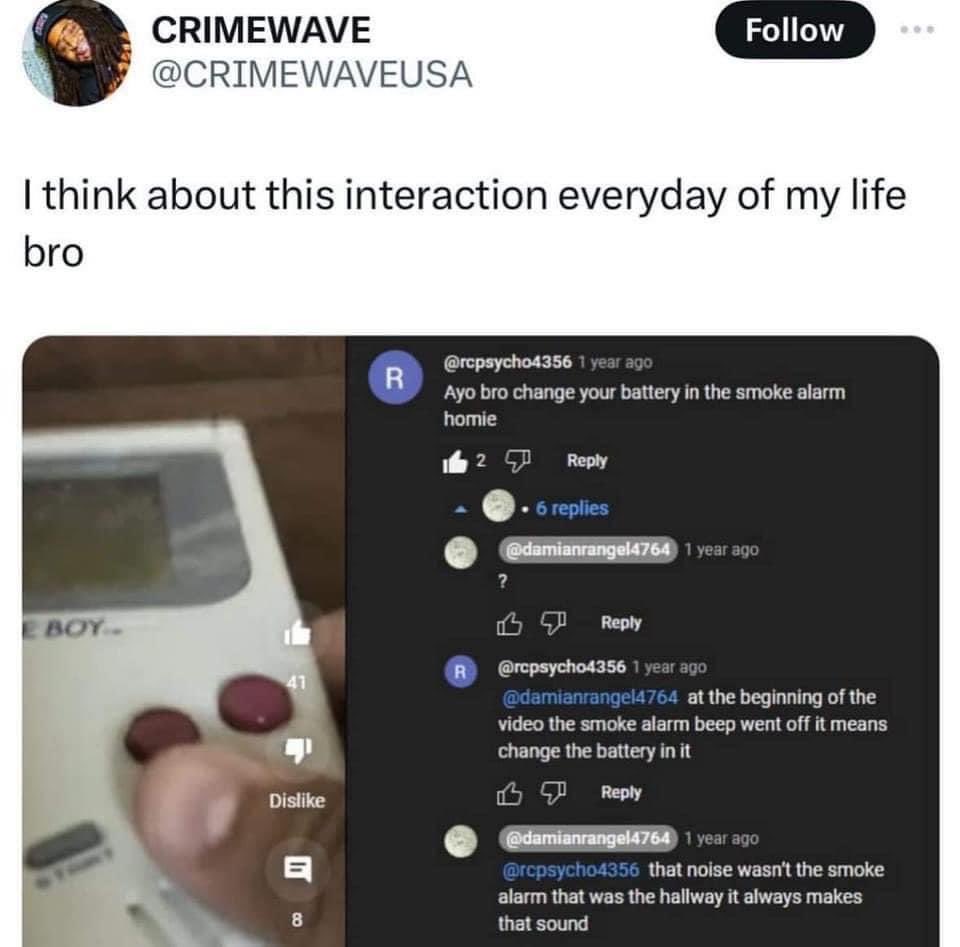 CRIMEWAVE
@CRIMEWAVEUSA
Follow
I think about this interaction everyday of my life
bro
E BOY
41
Dislike
8
R
@rcpsycho4356 1 year ago
Ayo bro change your battery in the smoke alarm
homie
2 Reply
• 6 replies
@damianrangel4764 1 year ago
?
Reply
R
@rcpsycho4356 1 year ago
@damianrangel4764 at the beginning of the
video the smoke alarm beep went off it means
change the battery in it
Reply
@damianrangel4764 1 year ago
@rcpsycho4356 that noise wasn't the smoke
alarm that was the hallway it always makes
that sound